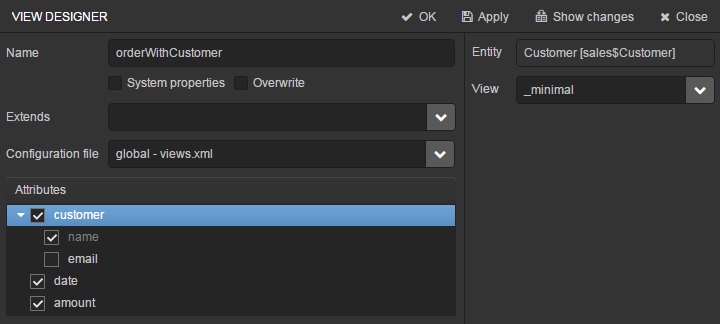 VIEW DESIGNER OK Apply Show changes Close
Name orderWithCustomer
System properties Overwrite
Extends
Configuration file global - views.xml
Attributes
customer
name
email
date
amount
Entity Customer [sales$Customer]
View _minimal